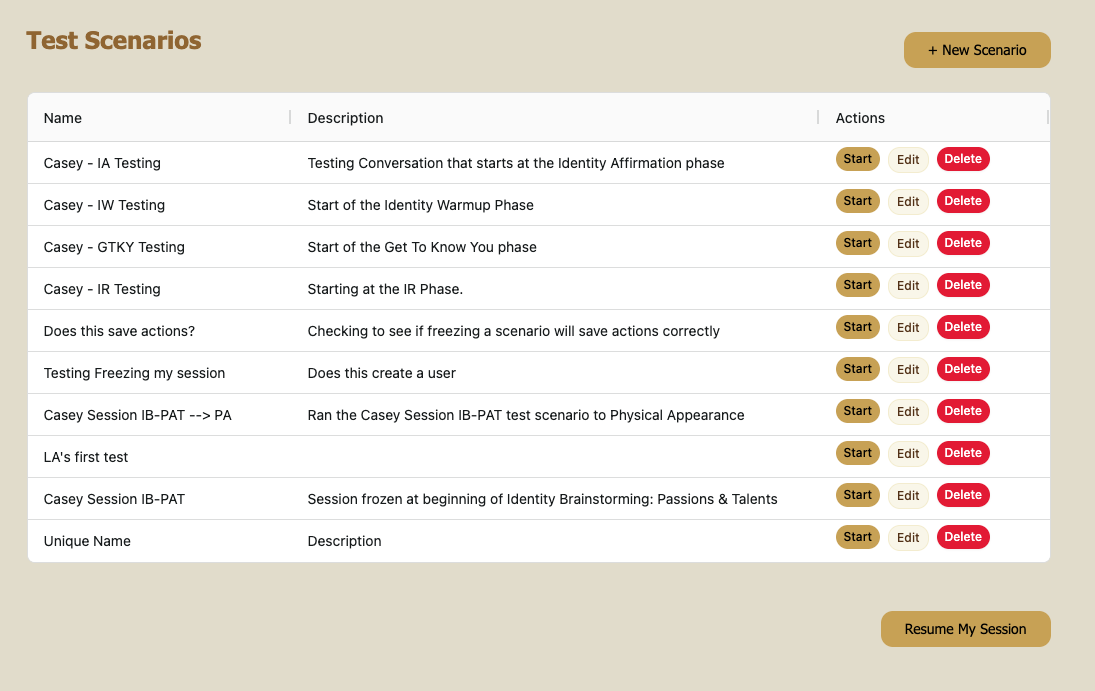 Test Scenarios
+ New Scenario
Name Description Actions
Casey - IA Testing Testing Conversation that starts at the Identity Affirmation phase Start Edit Delete
Casey - IW Testing Start of the Identity Warmup Phase Start Edit Delete
Casey - GTKY Testing Start of the Get To Know You phase Start Edit Delete
Casey - IR Testing Starting at the IR Phase. Start Edit Delete
Does this save actions? Checking to see if freezing a scenario will save actions correctly Start Edit Delete
Testing Freezing my session Does this create a user Start Edit Delete
Casey Session IB-PAT --> PA Ran the Casey Session IB-PAT test scenario to Physical Appearance Start Edit Delete
LA's first test Start Edit Delete
Casey Session IB-PAT Session frozen at beginning of Identity Brainstorming: Passions & Talents Start Edit Delete
Unique Name Description Start Edit Delete
Resume My Session